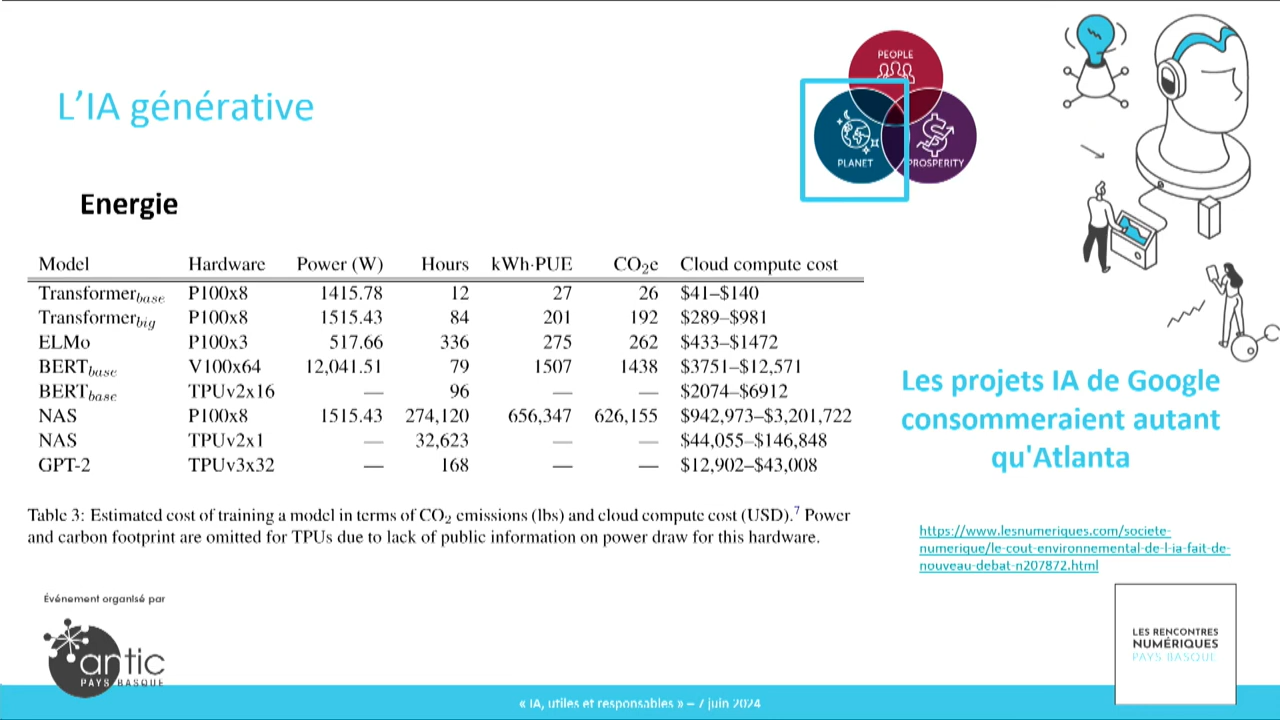 PEOPLE
PLANET
PROSPERITY
L'IA générative
Energie
Model Hardware Power (W) Hours kWh·PUE CO₂e Cloud compute cost
Transformer_base P100x8 1415.78 12 27 26 $41–$140
Transformer_big P100x8 1515.43 84 201 192 $289–$981
ELMo P100x3 517.66 336 275 262 $433–$1472
BERT_base V100x64 12,041.51 79 1507 1438 $3751–$12,571
BERT_base TPUv2x16 — 96 — — $2074–$6912
NAS P100x8 1515.43 274,120 656,347 626,155 $942,973–$3,201,722
NAS TPUv2x1 — 32,623 — — $44,055–$146,848
GPT-2 TPUv3x32 — 168 — — $12,902–$43,008
Table 3: Estimated cost of training a model in terms of CO₂ emissions (lbs) and cloud compute cost (USD).⁷ Power
and carbon footprint are omitted for TPUs due to lack of public information on power draw for this hardware.
Les projets IA de Google
consommeraient autant
qu'Atlanta
https://www.lesnumeriques.com/societe-
numerique/le-cout-environnemental-de-l-ia-fait-de-
nouveau-debat-n207872.html
Événement organisé par
antic
PAYS BASQUE
LES RENCONTRES
NUMÉRIQUES
PAYS BASQUE
« IA, utiles et responsables » – 7 juin 2024